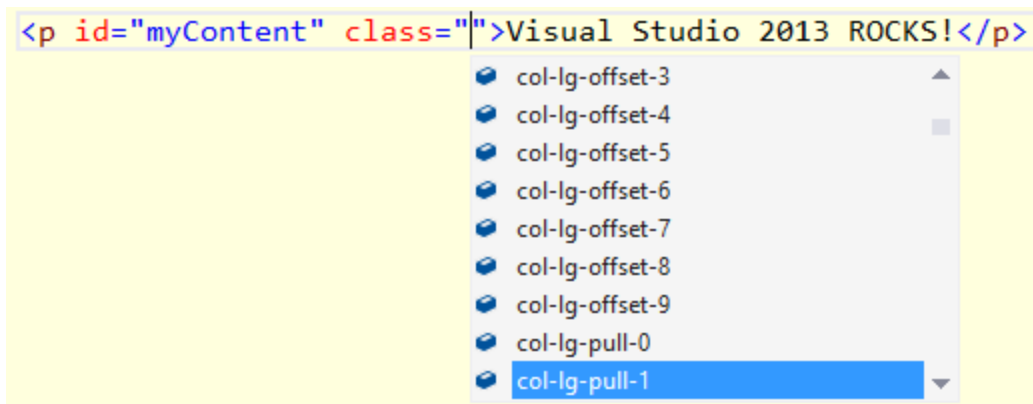 <p id="myContent" class="">Visual Studio 2013 ROCKS!</p>
col-lg-offset-3
col-lg-offset-4
col-lg-offset-5
col-lg-offset-6
col-lg-offset-7
col-lg-offset-8
col-lg-offset-9
col-lg-pull-0
col-lg-pull-1